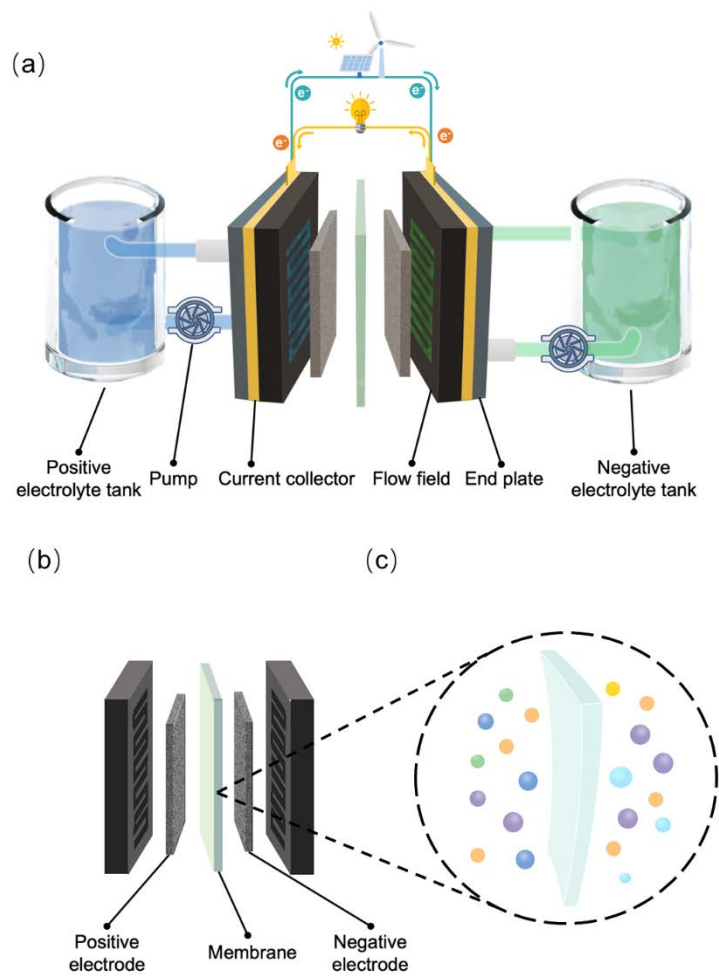 (a)
e⁻
e⁻
e⁻
e⁻
Positive
electrolyte tank
Pump
Current collector
Flow field
End plate
Negative
electrolyte tank
(b)
(c)
Positive
electrode
Membrane
Negative
electrode